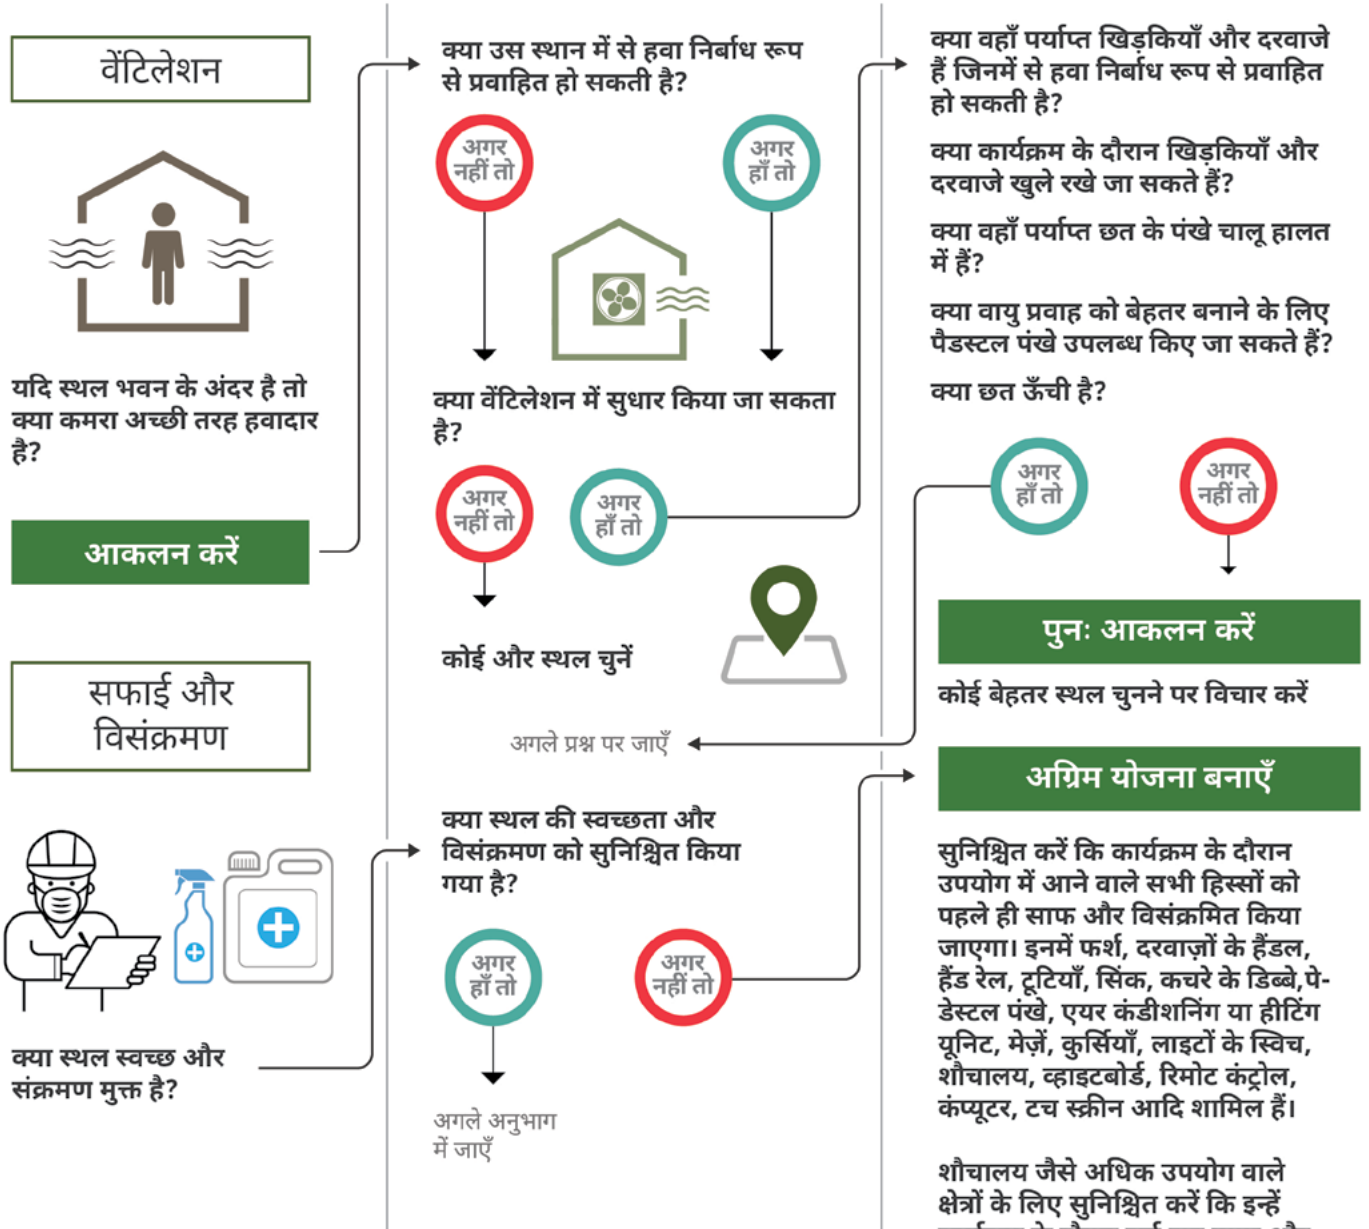 वेंटिलेशन
यदि स्थल भवन के अंदर है तो
क्या कमरा अच्छी तरह हवादार
है?
आकलन करें
क्या उस स्थान में से हवा निर्बाध रूप
से प्रवाहित हो सकती है?
अगर
नहीं तो
अगर
हाँ तो
क्या वेंटिलेशन में सुधार किया जा सकता
है?
अगर
नहीं तो
अगर
हाँ तो
कोई और स्थल चुनें
अगले प्रश्न पर जाएँ
क्या वहाँ पर्याप्त खिड़कियाँ और दरवाजे
हैं जिनमें से हवा निर्बाध रूप से प्रवाहित
हो सकती है?
क्या कार्यक्रम के दौरान खिड़कियाँ और
दरवाजे खुले रखे जा सकते हैं?
क्या वहाँ पर्याप्त छत के पंखे चालू हालत
में हैं?
क्या वायु प्रवाह को बेहतर बनाने के लिए
पैडस्टल पंखे उपलब्ध किए जा सकते हैं?
क्या छत ऊँची है?
अगर
हाँ तो
अगर
नहीं तो
पुनः आकलन करें
कोई बेहतर स्थल चुनने पर विचार करें
सफाई और
विसंक्रमण
क्या स्थल स्वच्छ और
संक्रमण मुक्त है?
क्या स्थल की स्वच्छता और
विसंक्रमण को सुनिश्चित किया
गया है?
अगर
हाँ तो
अगर
नहीं तो
अगले अनुभाग
में जाएँ
अग्रिम योजना बनाएँ
सुनिश्चित करें कि कार्यक्रम के दौरान
उपयोग में आने वाले सभी हिस्सों को
पहले ही साफ और विसंक्रमित किया
जाएगा। इनमें फर्श, दरवाज़ों के हैंडल,
हैंड रेल, टूटियाँ, सिंक, कचरे के डिब्बे,पे-
डेस्टल पंखे, एयर कंडीशनिंग या हीटिंग
यूनिट, मेज़ें, कुर्सियाँ, लाइटों के स्विच,
शौचालय, व्हाइटबोर्ड, रिमोट कंट्रोल,
कंप्यूटर, टच स्क्रीन आदि शामिल हैं।
शौचालय जैसे अधिक उपयोग वाले
क्षेत्रों के लिए सुनिश्चित करें कि इन्हें